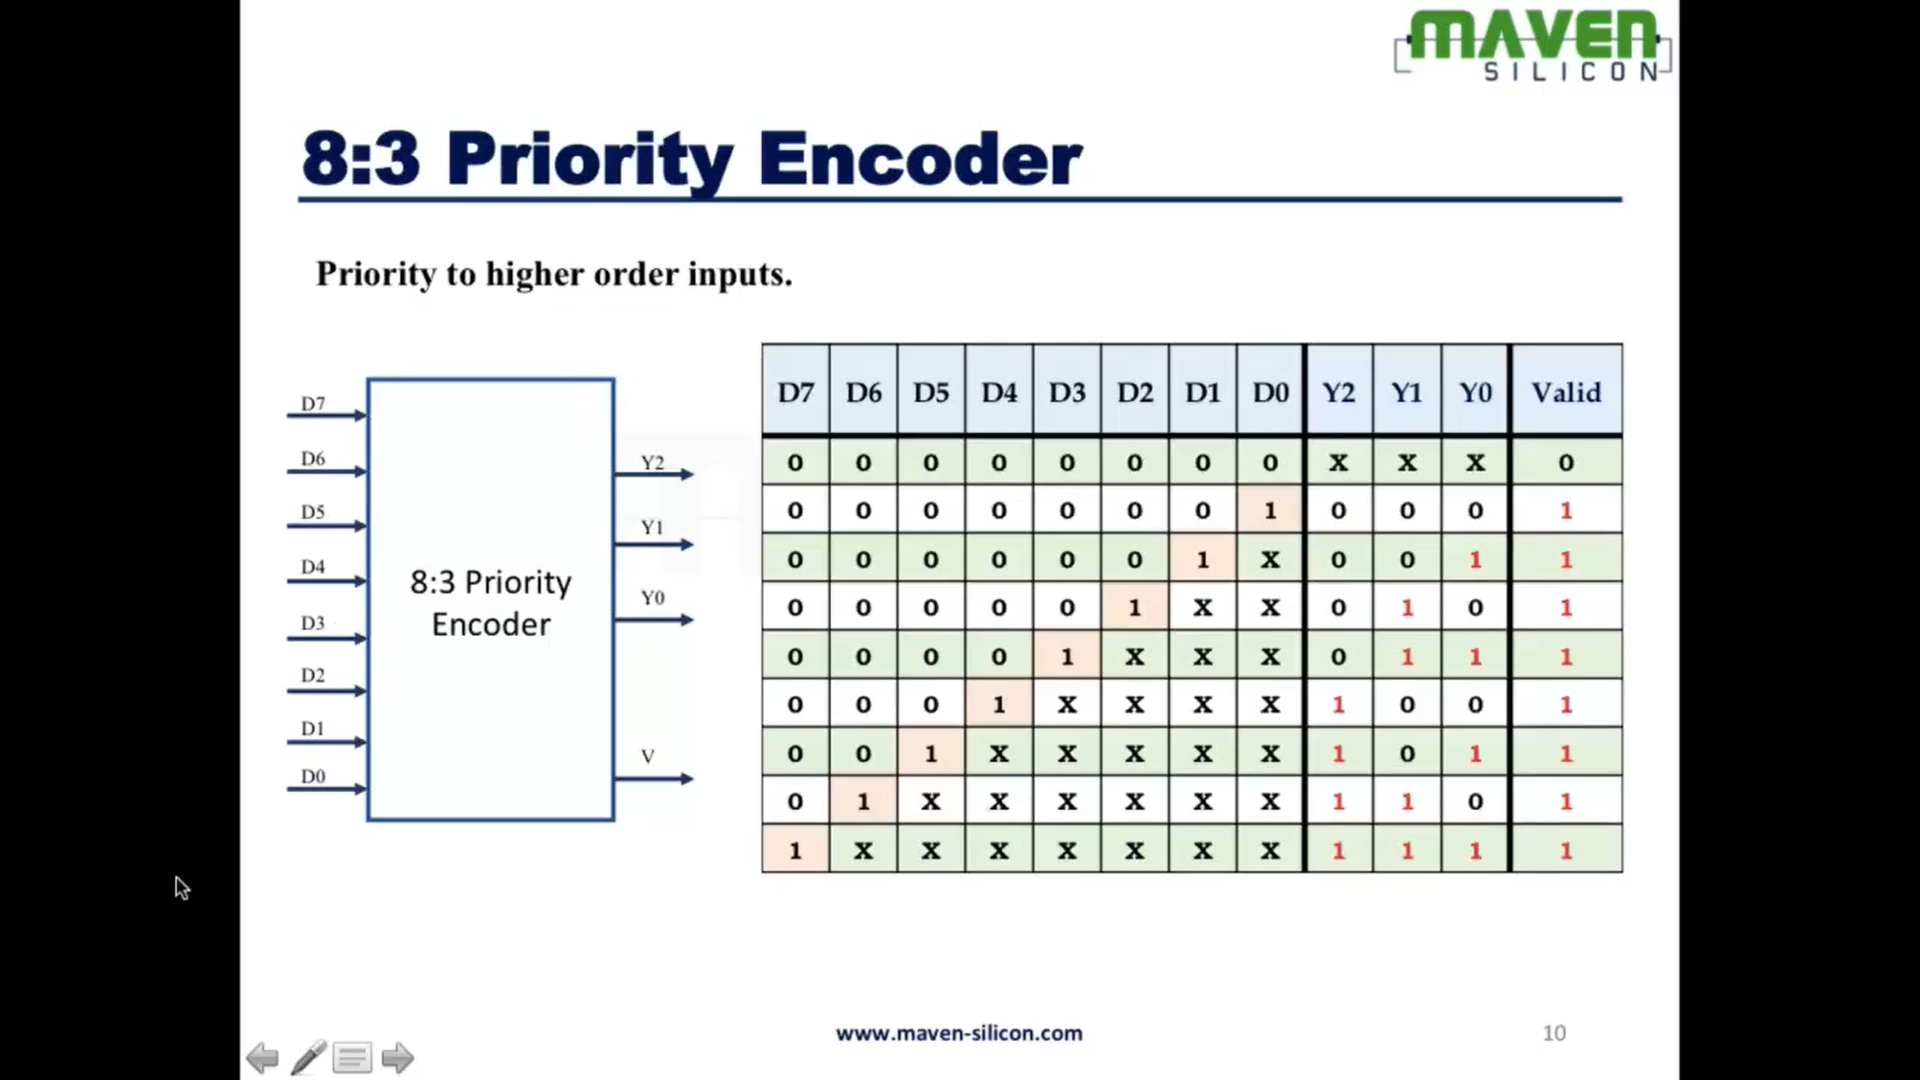 MAVEN
SILICON
8:3 Priority Encoder
Priority to higher order inputs.
D7
D6
D5
D4
D3
D2
D1
D0
8:3 Priority
Encoder
Y2
Y1
Y0
V
D7 D6 D5 D4 D3 D2 D1 D0 Y2 Y1 Y0 Valid
0 0 0 0 0 0 0 0 X X X 0
0 0 0 0 0 0 0 1 0 0 0 1
0 0 0 0 0 0 1 X 0 0 1 1
0 0 0 0 0 1 X X 0 1 0 1
0 0 0 0 1 X X X 0 1 1 1
0 0 0 1 X X X X 1 0 0 1
0 0 1 X X X X X 1 0 1 1
0 1 X X X X X X 1 1 0 1
1 X X X X X X X 1 1 1 1
www.maven-silicon.com
10